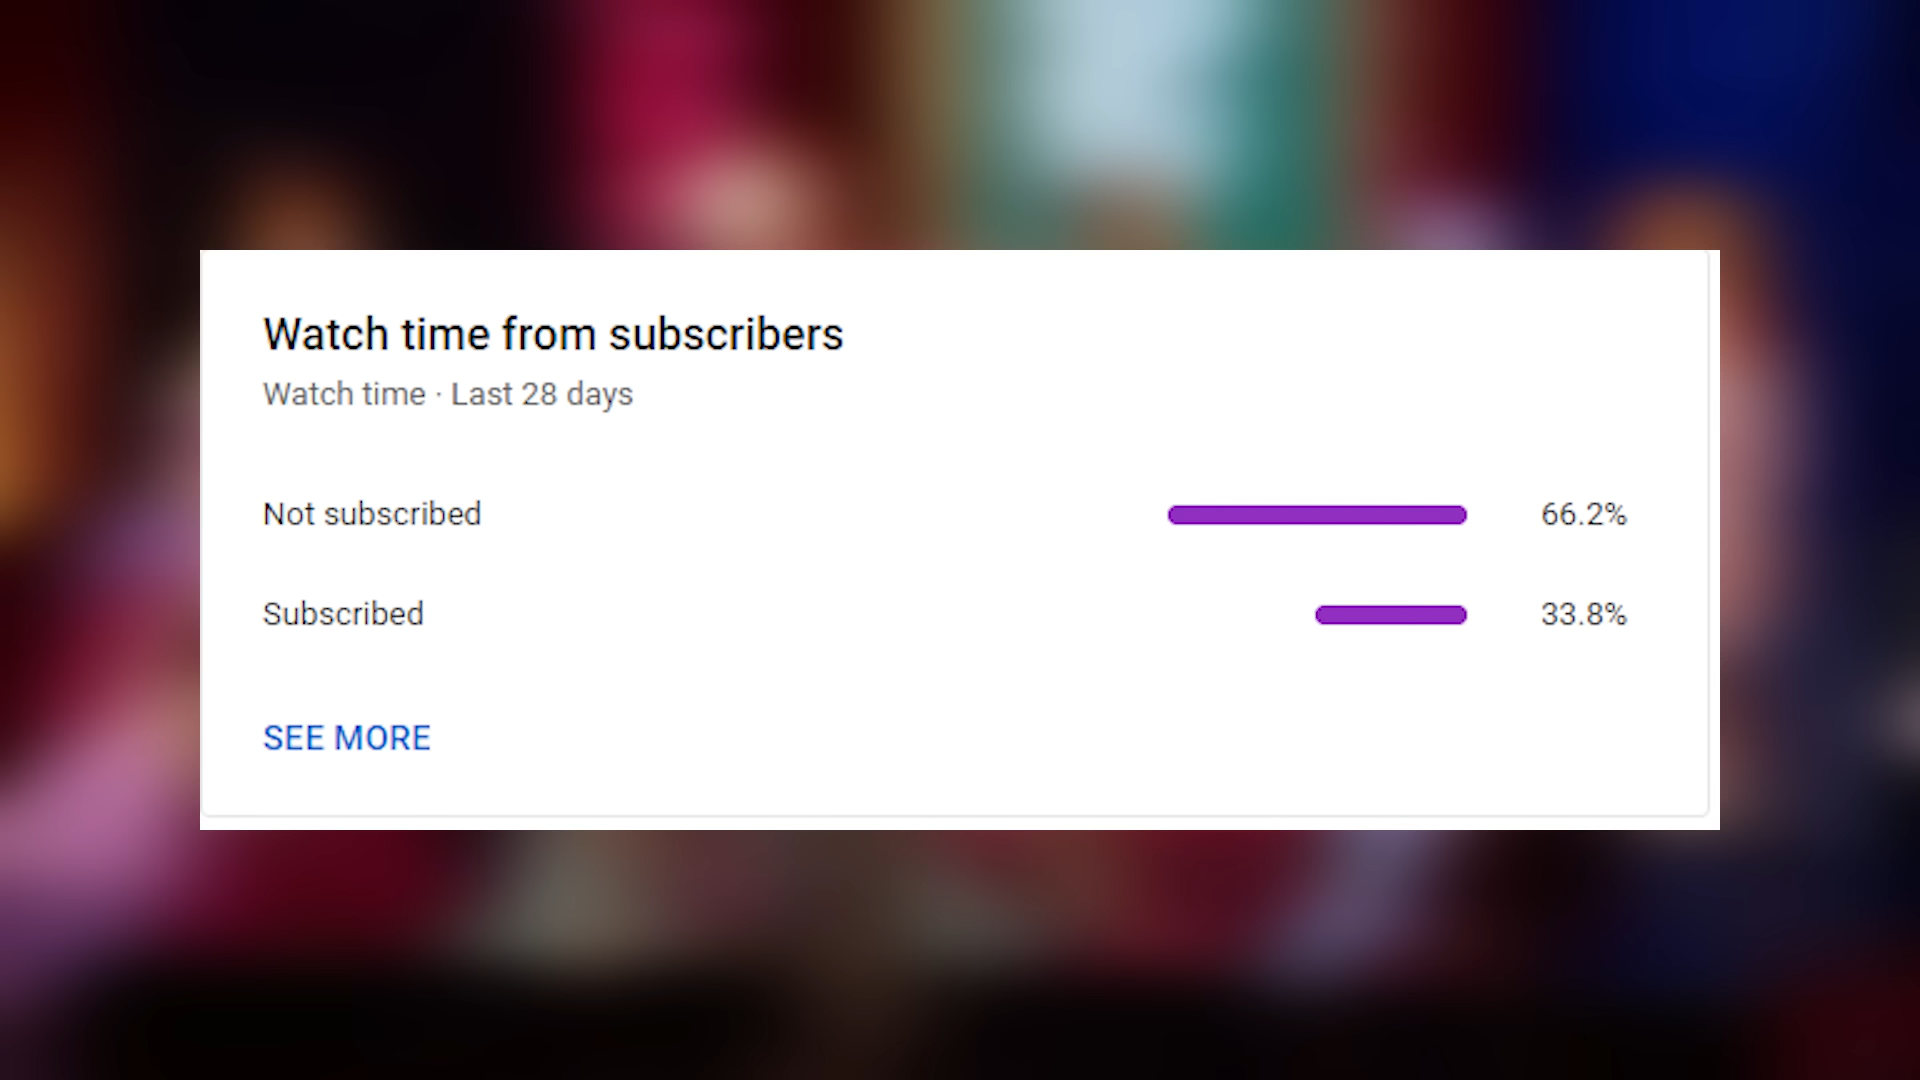 Watch time from subscribers
Watch time · Last 28 days
Not subscribed 66.2%
Subscribed 33.8%
SEE MORE